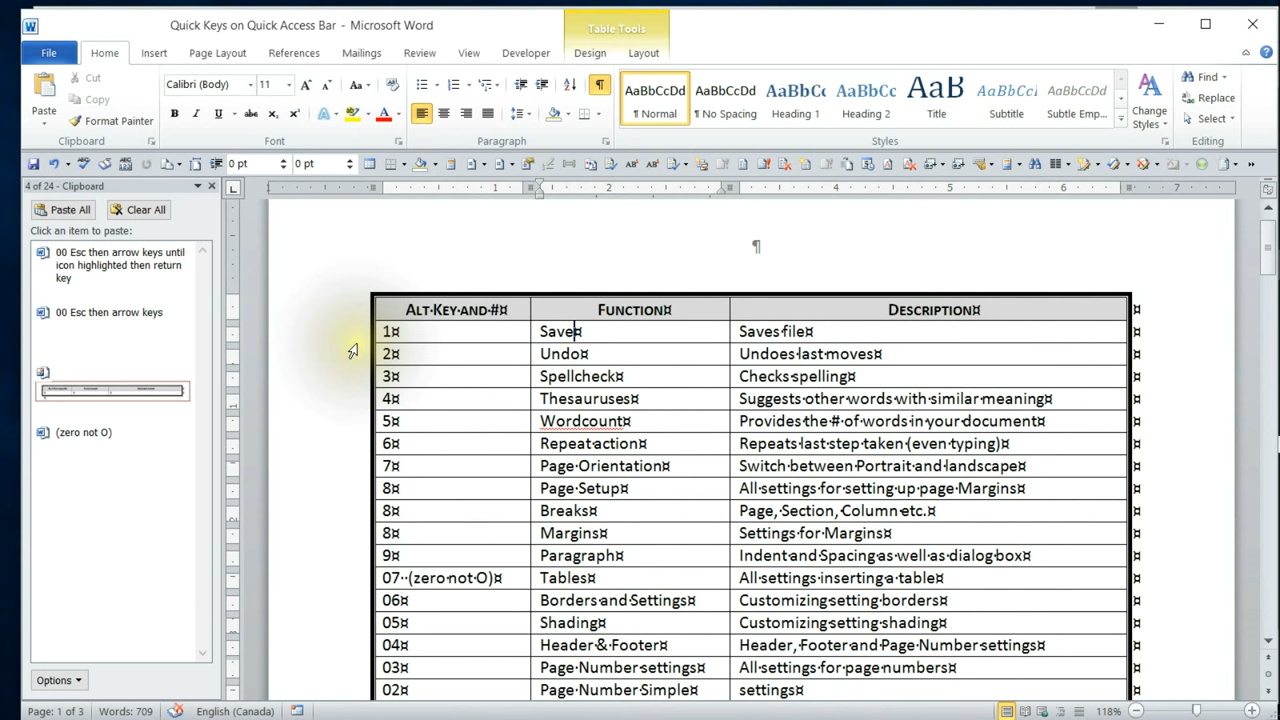 Quick Keys on Quick Access Bar - Microsoft Word
Table Tools
File Home Insert Page Layout References Mailings Review View Developer Design Layout
Paste
Cut
Copy
Format Painter
Clipboard
Calibri (Body) 11
Font
Paragraph
AaBbCcDd AaBbCcDd AaBbCc AaBbCc AaB AaBbCcl AaBbCcDd
¶ Normal ¶ No Spacing Heading 1 Heading 2 Title Subtitle Subtle Emp...
Styles
Change Styles
Find
Replace
Select
Editing
0 pt 0 pt
4 of 24 - Clipboard
Paste All Clear All
Click an item to paste:
00 Esc then arrow keys until
icon highlighted then return
key
00 Esc then arrow keys
(zero not O)
Options
1 1 2 4 5 6 7
¶
Alt·Key·and·#¤ Function¤ Description¤
1¤ Save¤ Saves·file¤
2¤ Undo¤ Undoes·last·moves¤
3¤ Spellcheck¤ Checks·spelling¤
4¤ Thesauruses¤ Suggests·other·words·with·similar·meaning¤
5¤ Wordcount¤ Provides·the·#·of·words·in·your·document¤
6¤ Repeat·action¤ Repeats·last·step·taken·(even·typing)¤
7¤ Page·Orientation¤ Switch·between·Portrait·and·landscape¤
8¤ Page·Setup¤ All·settings·for·setting·up·page·Margins¤
8¤ Breaks¤ Page,·Section,·Column·etc.¤
8¤ Margins¤ Settings·for·Margins¤
9¤ Paragraph¤ Indent·and·Spacing·as·well·as·dialog·box¤
07··(zero·not·O)¤ Tables¤ All·settings·inserting·a·table¤
06¤ Borders·and·Settings¤ Customizing·setting·borders¤
05¤ Shading¤ Customizing·setting·shading¤
04¤ Header·&·Footer¤ Header,·Footer·and·Page·Number·settings¤
03¤ Page·Number·settings¤ All·settings·for·page·numbers¤
02¤ Page·Number·Simple¤ settings¤
Page: 1 of 3 Words: 709 English (Canada) 118%